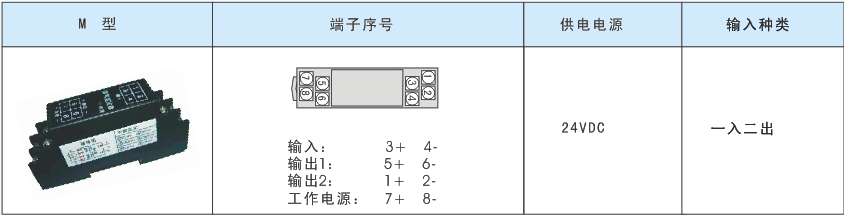 M 型 端子序号 供电电源 输入种类
7 5 3 1
8 6 4 2
24VDC 一入二出
输入: 3+ 4-
输出1: 5+ 6-
输出2: 1+ 2-
工作电源: 7+ 8-